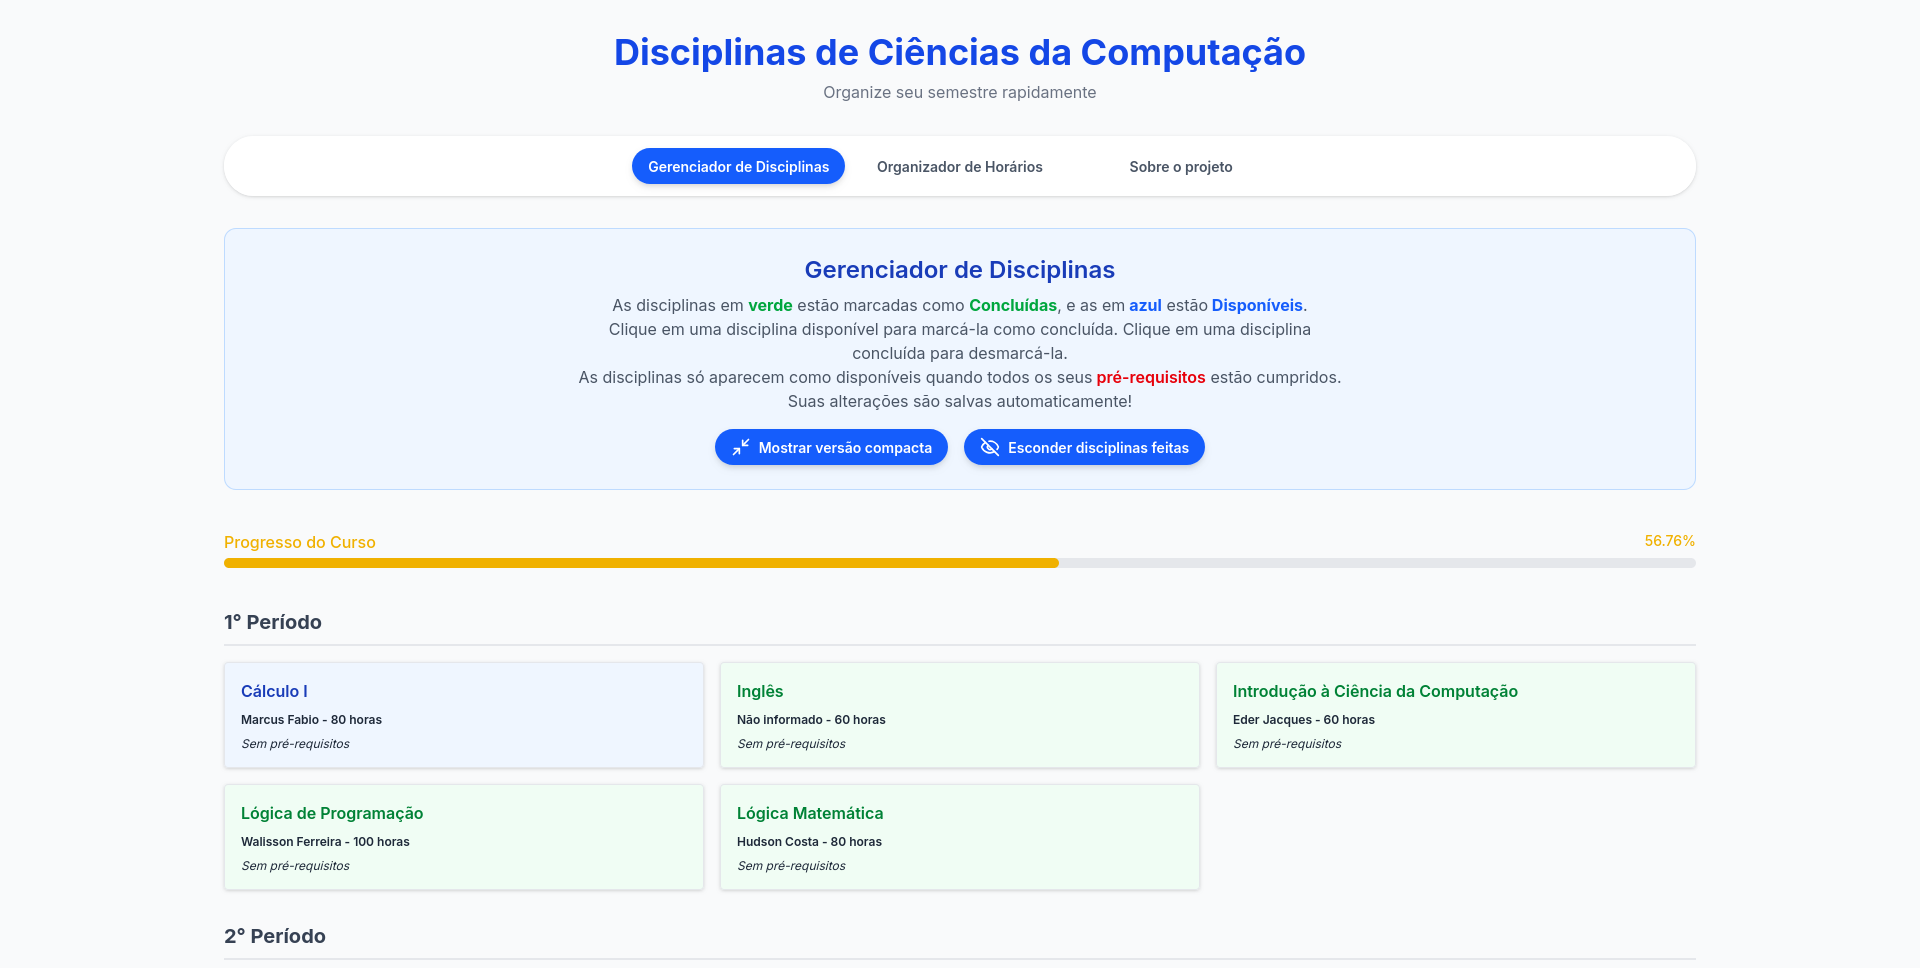 Disciplinas de Ciências da Computação
Organize seu semestre rapidamente
Gerenciador de Disciplinas
Organizador de Horários
Sobre o projeto
Gerenciador de Disciplinas
As disciplinas em verde estão marcadas como Concluídas, e as em azul estão Disponíveis.
Clique em uma disciplina disponível para marcá-la como concluída. Clique em uma disciplina
concluída para desmarcá-la.
As disciplinas só aparecem como disponíveis quando todos os seus pré-requisitos estão cumpridos.
Suas alterações são salvas automaticamente!
Mostrar versão compacta
Esconder disciplinas feitas
Progresso do Curso
56.76%
1° Período
Cálculo I
Marcus Fabio - 80 horas
Sem pré-requisitos
Inglês
Não informado - 60 horas
Sem pré-requisitos
Introdução à Ciência da Computação
Eder Jacques - 60 horas
Sem pré-requisitos
Lógica de Programação
Walisson Ferreira - 100 horas
Sem pré-requisitos
Lógica Matemática
Hudson Costa - 80 horas
Sem pré-requisitos
2° Período